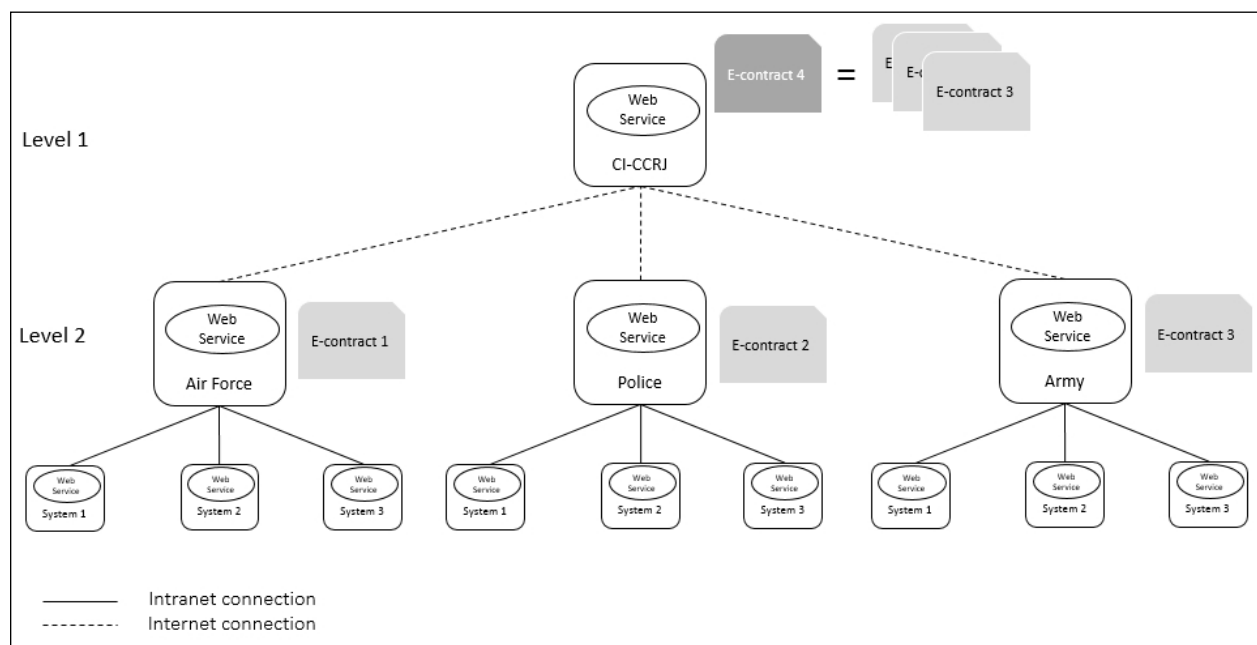 E-contract 4
=
E
E-c
E-contract 3
Web
Service
CI-CCRJ
Level 1
Level 2
Web
Service
Air Force
E-contract 1
Web
Service
Police
E-contract 2
Web
Service
Army
E-contract 3
Web
Service
System 1
Web
Service
System 2
Web
Service
System 3
Web
Service
System 1
Web
Service
System 2
Web
Service
System 3
Web
Service
System 1
Web
Service
System 2
Web
Service
System 3
Intranet connection
Internet connection